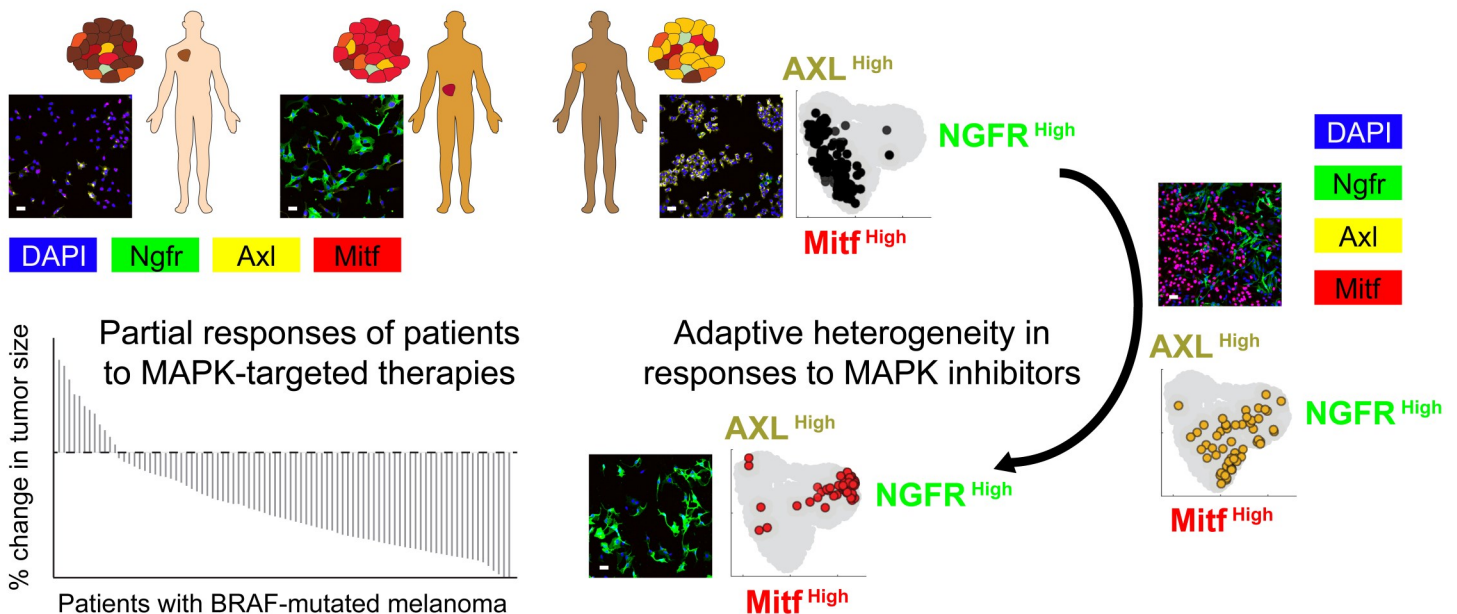 AXL High
NGFR High
Mitf High
DAPI
Ngfr
Axl
Mitf
DAPI
Ngfr
Axl
Mitf
Partial responses of patients
to MAPK-targeted therapies
% change in tumor size
Patients with BRAF-mutated melanoma
Adaptive heterogeneity in
responses to MAPK inhibitors
AXL High
NGFR High
Mitf High
AXL High
NGFR High
Mitf High